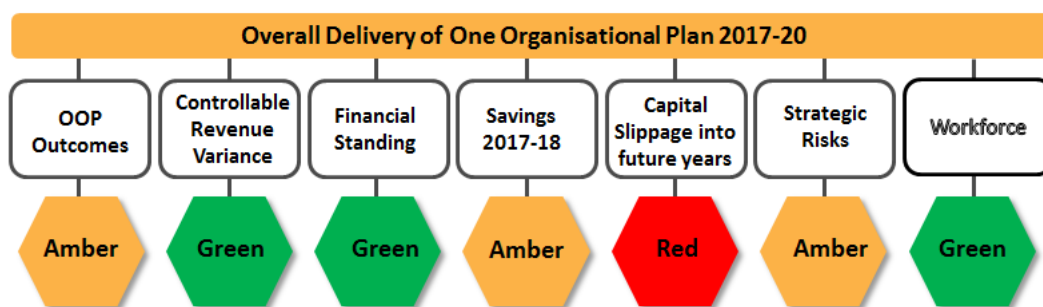 Overall Delivery of One Organisational Plan 2017-20
OOP
Outcomes
Controllable
Revenue
Variance
Financial
Standing
Savings
2017-18
Capital
Slippage into
future years
Strategic
Risks
Workforce
Amber
Green
Green
Amber
Red
Amber
Green